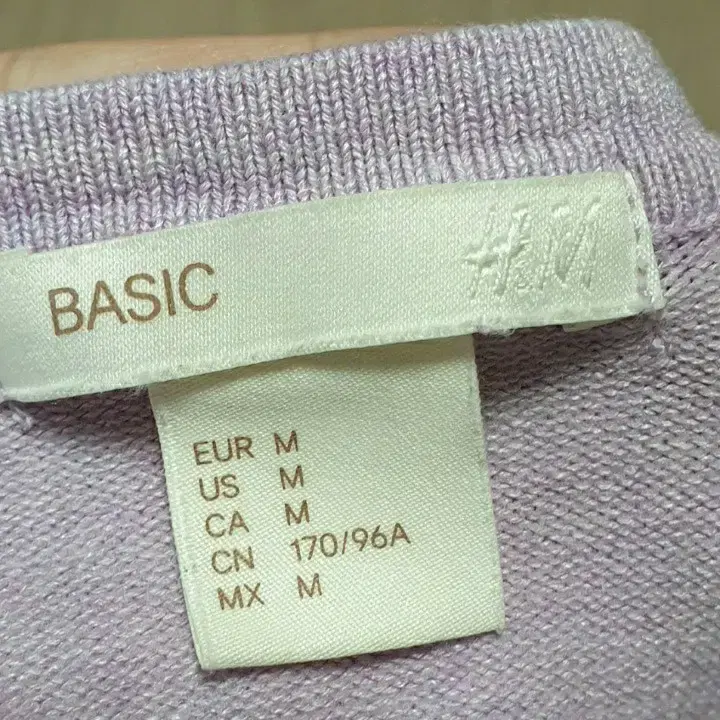 BASIC H&M
EUR M
US M
CA M
CN 170/96A
MX M